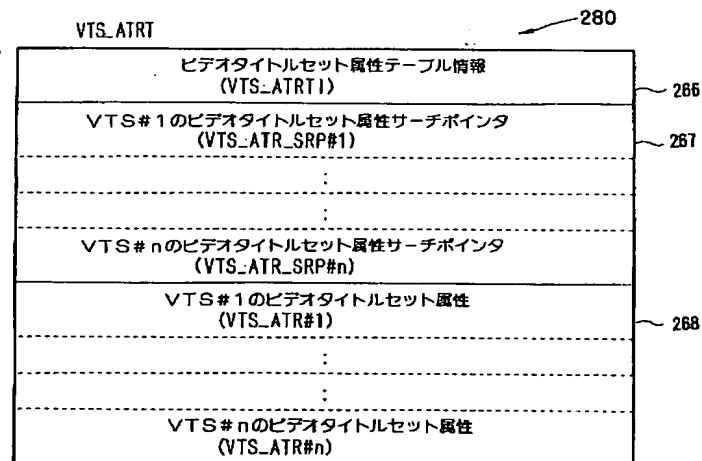 VTS_ATRT
280
ビデオタイトルセット属性テーブル情報
(VTS_ATRTI)
266
VTS#1のビデオタイトルセット属性サーチポインタ
(VTS_ATR_SRP#1)
267
:
:
VTS#nのビデオタイトルセット属性サーチポインタ
(VTS_ATR_SRP#n)
VTS#1のビデオタイトルセット属性
(VTS_ATR#1)
268
:
:
VTS#nのビデオタイトルセット属性
(VTS_ATR#n)